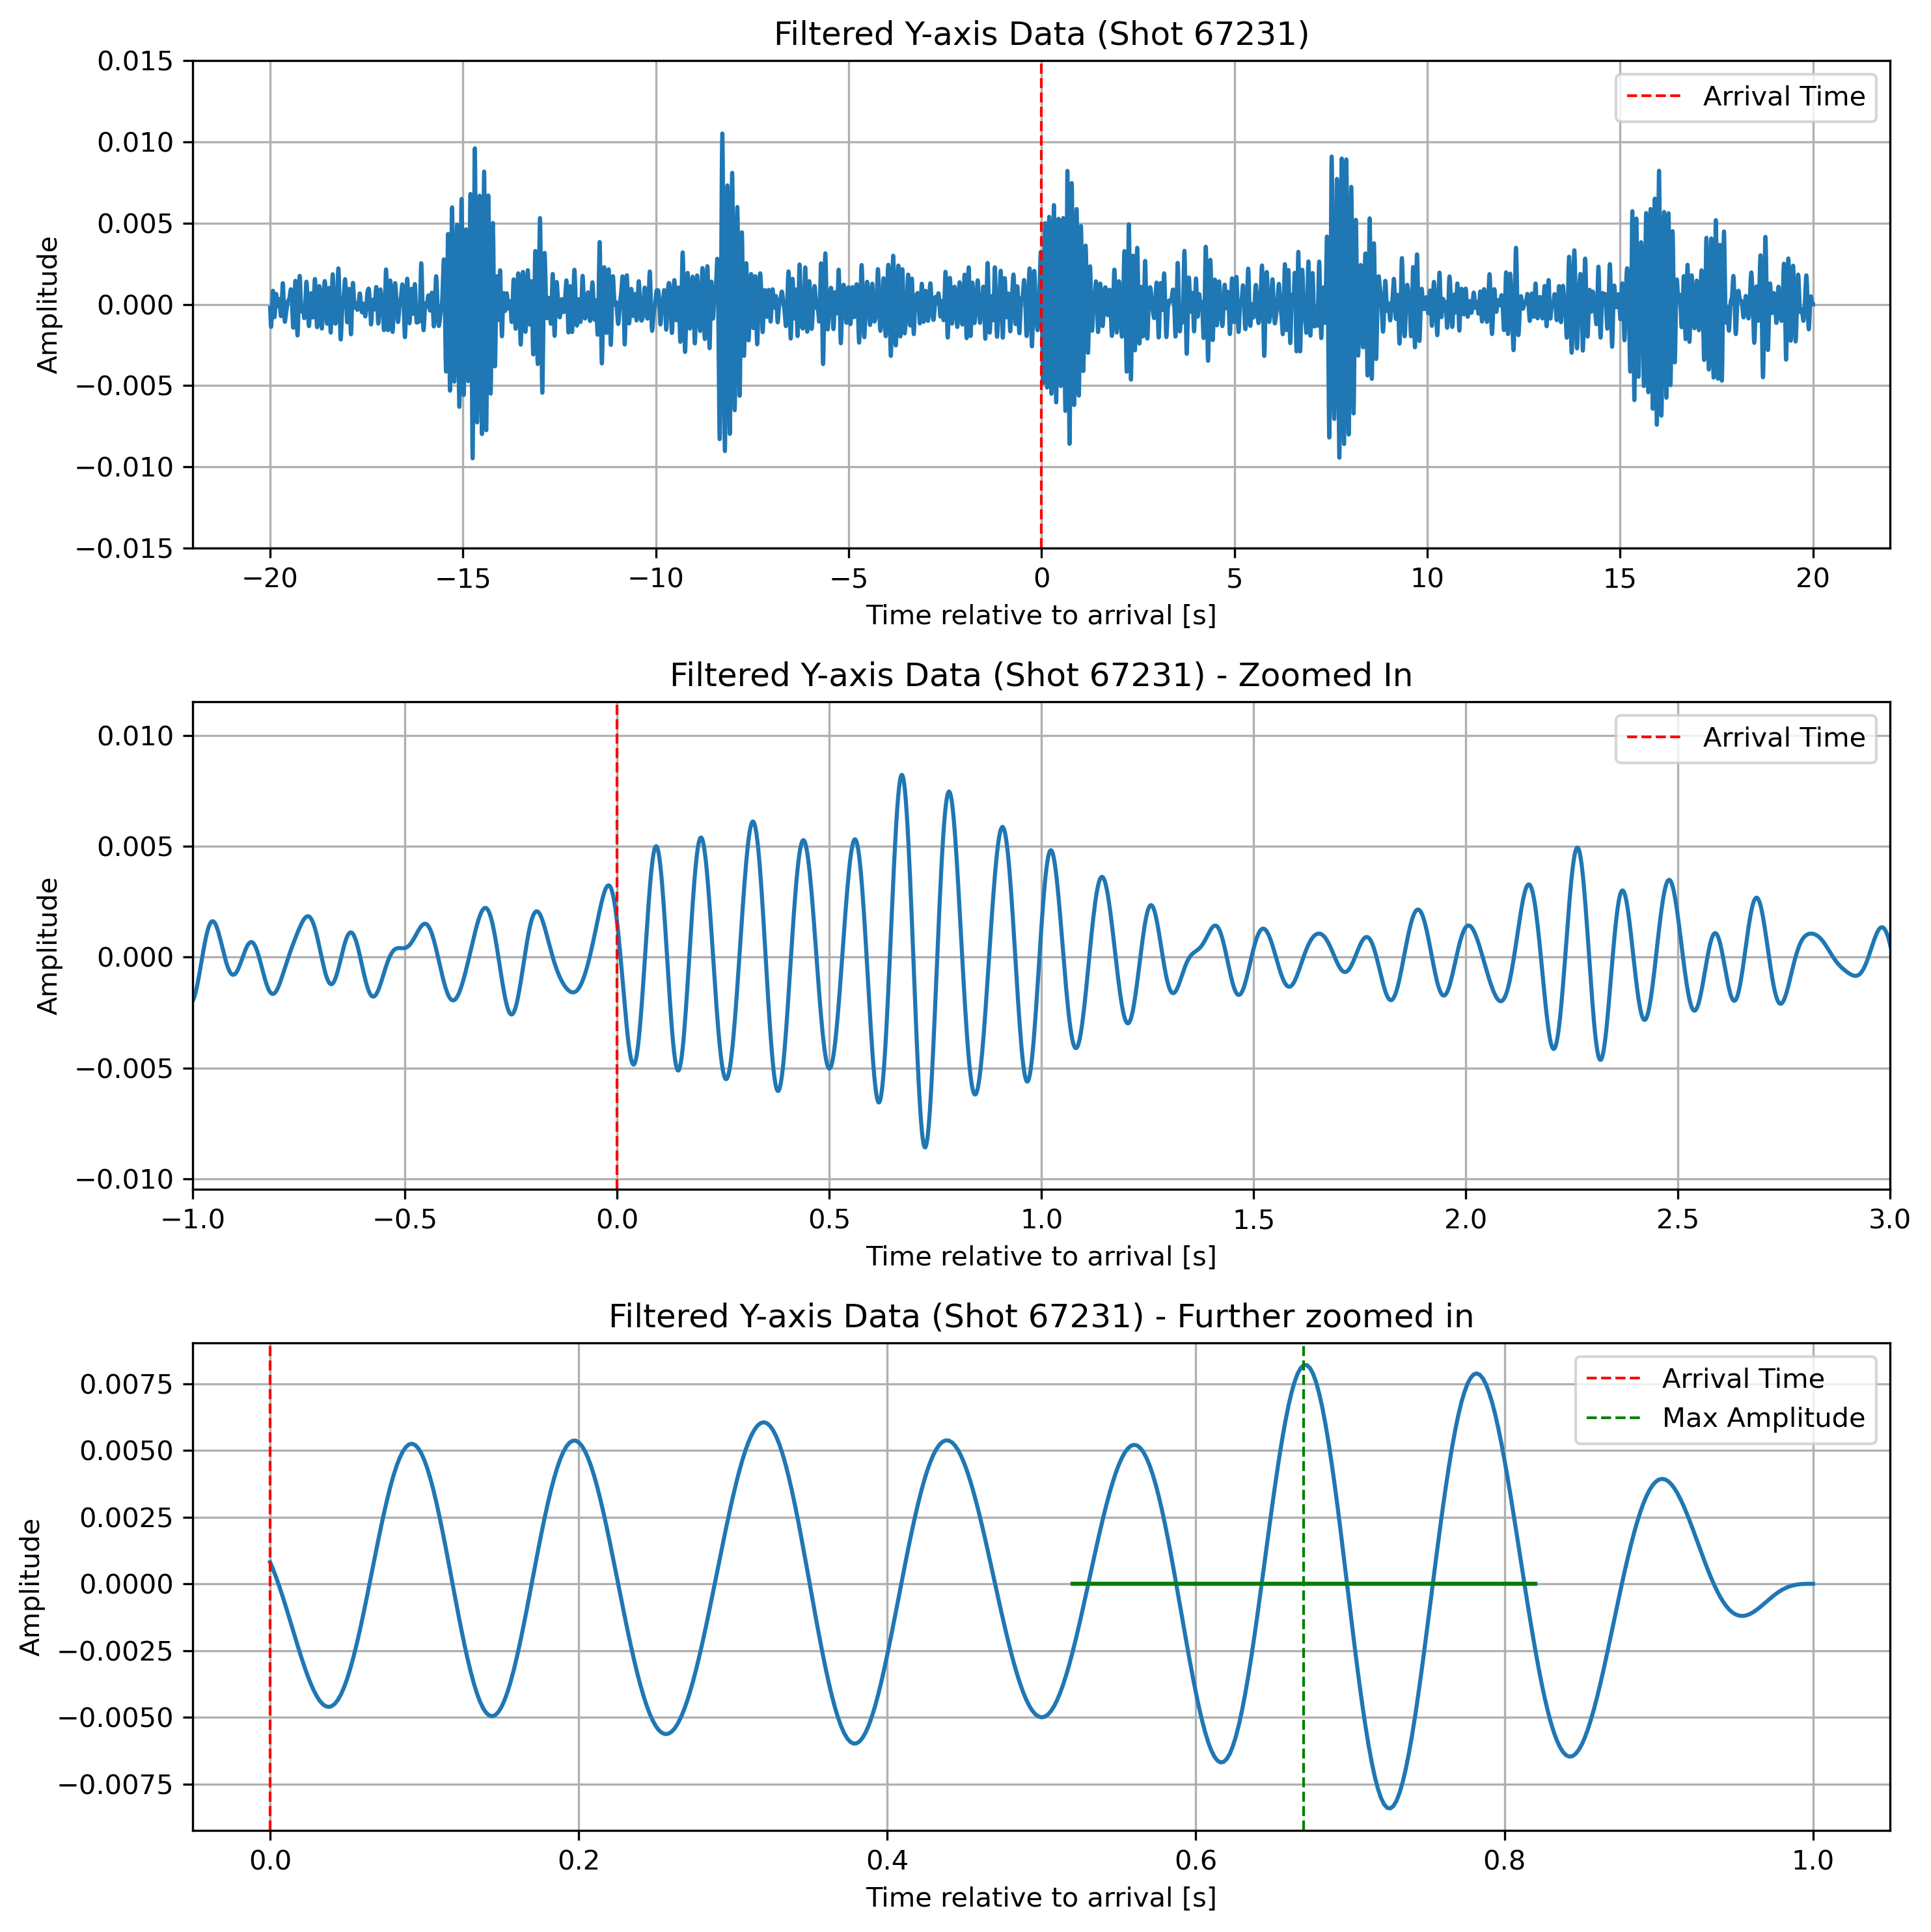 Filtered Y-axis Data (Shot 67231)
0.015
0.010
0.005
0.000
−0.005
−0.010
−0.015
Amplitude
Arrival Time
−20 −15 −10 −5 0 5 10 15 20
Time relative to arrival [s]
Filtered Y-axis Data (Shot 67231) - Zoomed In
0.010
0.005
0.000
−0.005
−0.010
Amplitude
Arrival Time
−1.0 −0.5 0.0 0.5 1.0 1.5 2.0 2.5 3.0
Time relative to arrival [s]
Filtered Y-axis Data (Shot 67231) - Further zoomed in
0.0075
0.0050
0.0025
0.0000
−0.0025
−0.0050
−0.0075
Amplitude
Arrival Time
Max Amplitude
0.0 0.2 0.4 0.6 0.8 1.0
Time relative to arrival [s]